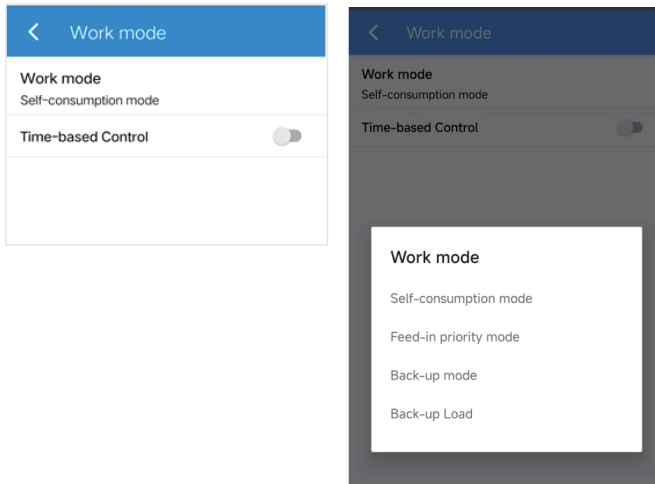 Work mode
Work mode
Self-consumption mode
Time-based Control
Work mode
Work mode
Self-consumption mode
Time-based Control
Work mode
Self-consumption mode
Feed-in priority mode
Back-up mode
Back-up Load